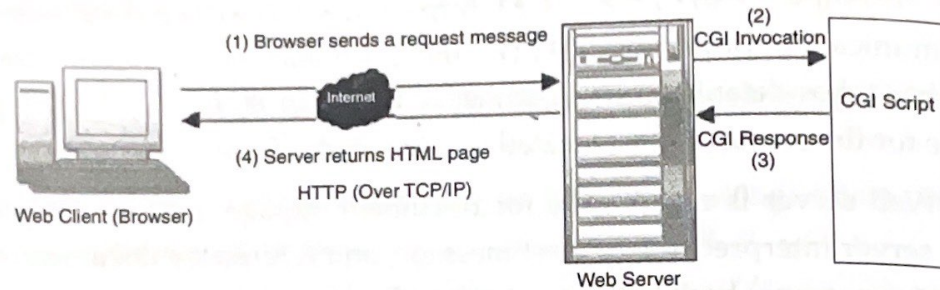 (1) Browser sends a request message
Internet
(4) Server returns HTML page
HTTP (Over TCP/IP)
Web Client (Browser)
Web Server
(2)
CGI Invocation
CGI Response
(3)
CGI Script